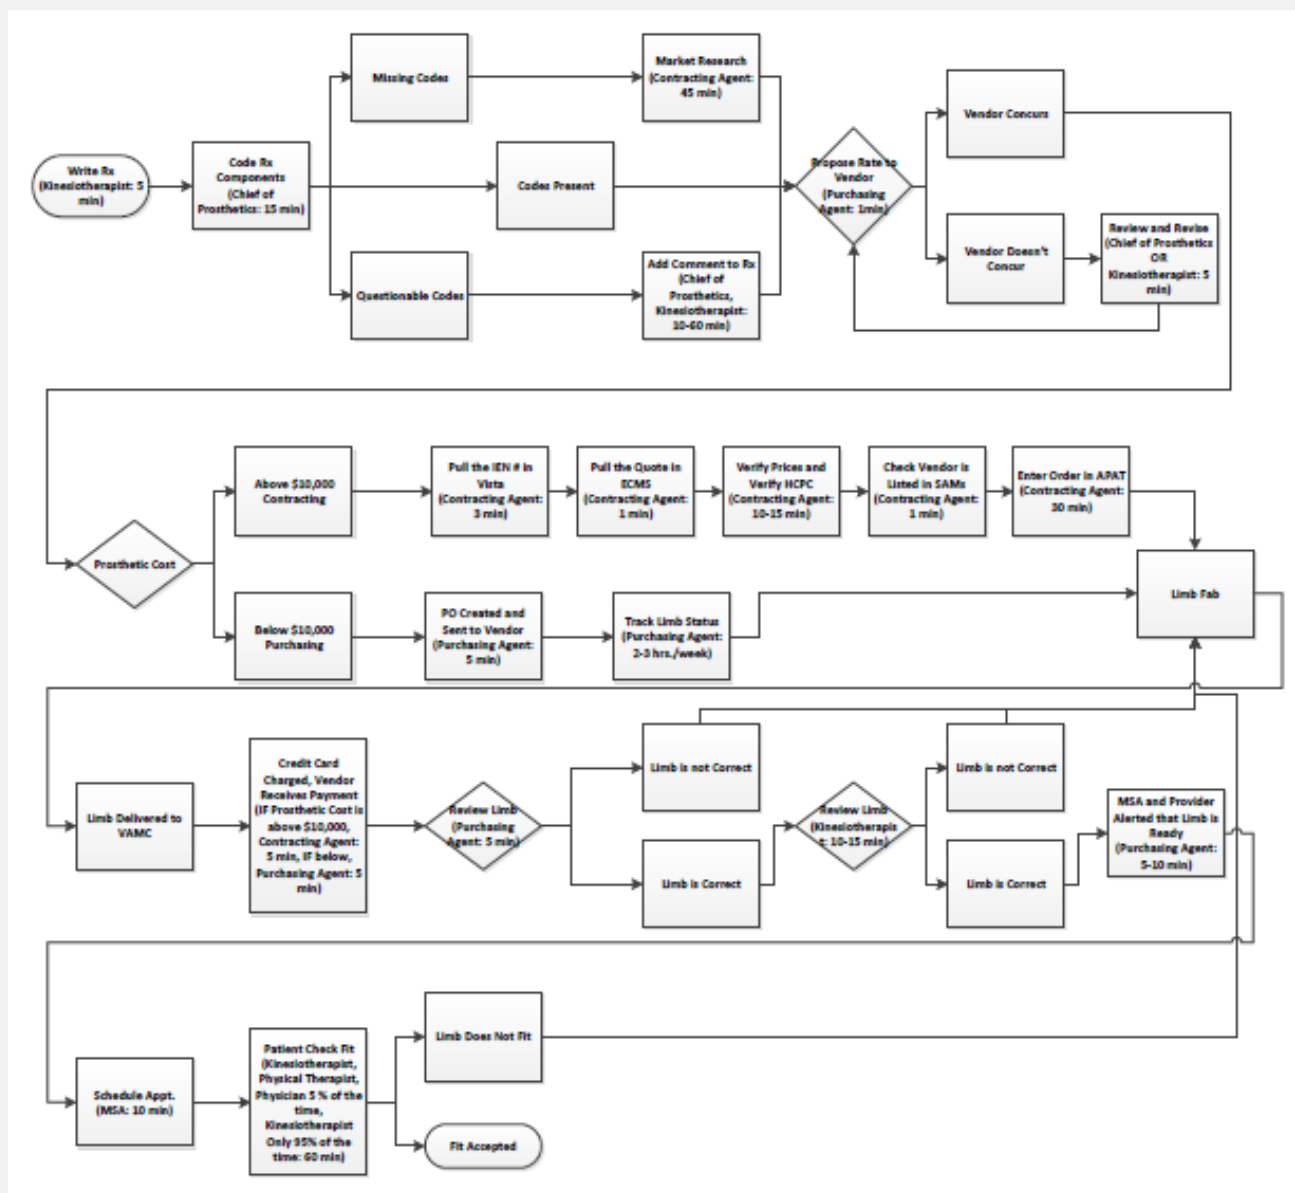 Missing Codes
Market Research
(Contracting Agent:
45 min)
Vendor Concurs
Write Rx
(Kinesiotherapist: 5
min)
Code Rx
Components
(Chief of
Prosthetics: 15 min)
Codes Present
Propose Rate to
Vendor
(Purchasing
Agent: 1min)
Questionable Codes
Add Comment to Rx
(Chief of
Prosthetics,
Kinesiotherapist:
10-60 min)
Vendor Doesn't
Concur
Review and Revise
(Chief of Prosthetics
OR
Kinesiotherapist: 5
min)
Above $10,000
Contracting
Pull the IEN # in
Vista
(Contracting Agent:
3 min)
Pull the Quote in
ECMS
(Contracting Agent:
1 min)
Verify Prices and
Verify HCPC
(Contracting Agent:
10-15 min)
Check Vendor is
Listed in SAMs
(Contracting Agent:
1 min)
Enter Order in APAT
(Contracting Agent:
30 min)
Prosthetic Cost
Limb Fab
Below $10,000
Purchasing
PO Created and
Sent to Vendor
(Purchasing Agent:
5 min)
Track Limb Status
(Purchasing Agent:
2-3 hrs./week)
Limb Delivered to
VAMC
Credit Card
Charged, Vendor
Receives Payment
(IF Prosthetic Cost is
above $10,000,
Contracting Agent:
5 min, IF below,
Purchasing Agent: 5
min)
Review Limb
(Purchasing
Agent: 5 min)
Limb is not Correct
Limb is Correct
Review Limb
(Kinesiotherapis
t: 10-15 min)
Limb is not Correct
Limb is Correct
MSA and Provider
Alerted that Limb is
Ready
(Purchasing Agent:
5-10 min)
Schedule Appt.
(MSA: 10 min)
Patient Check Fit
(Kinesiotherapist,
Physical Therapist,
Physician 5 % of the
time,
Kinesiotherapist
Only 95% of the
time: 60 min)
Limb Does Not Fit
Fit Accepted